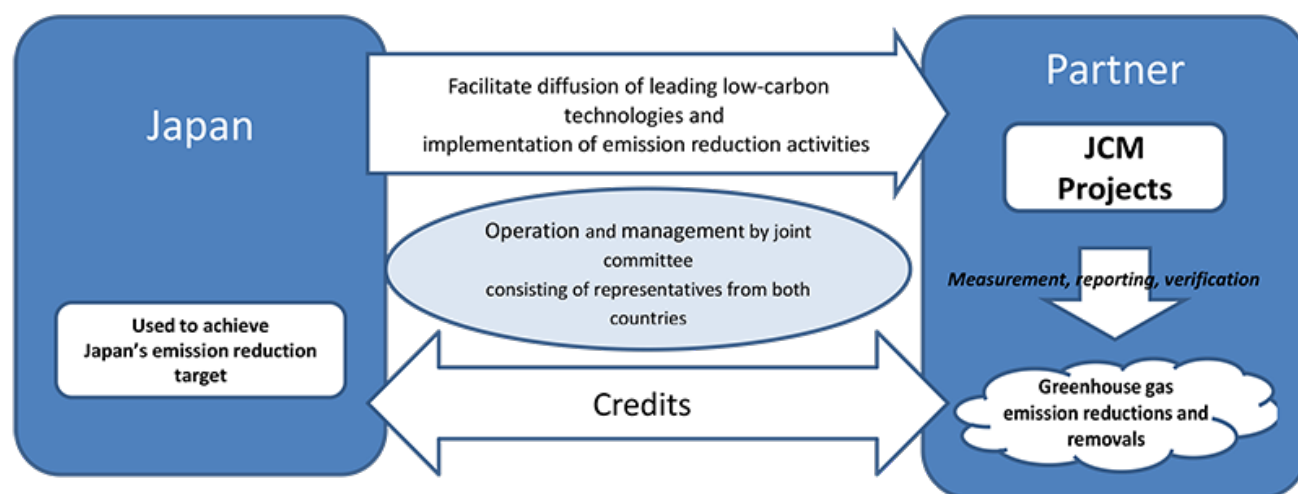 Japan
Facilitate diffusion of leading low-carbon
technologies and
implementation of emission reduction activities
Partner
JCM
Projects
Operation and management by joint
committee
consisting of representatives from both
countries
Measurement, reporting, verification
Used to achieve
Japan's emission reduction
target
Credits
Greenhouse gas
emission reductions and
removals